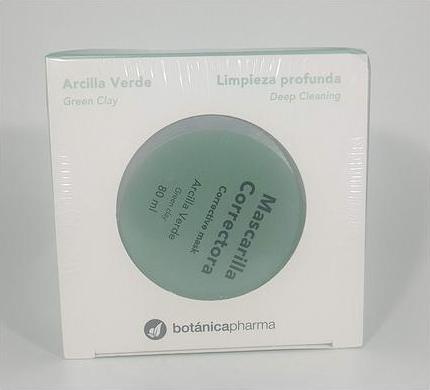 Arcilla Verde
Green Clay
Limpieza profunda
Deep Cleaning
Mascarilla
Correctora
Corrective mask
Arcilla Verde
Green clay
80 ml
botánicapharma